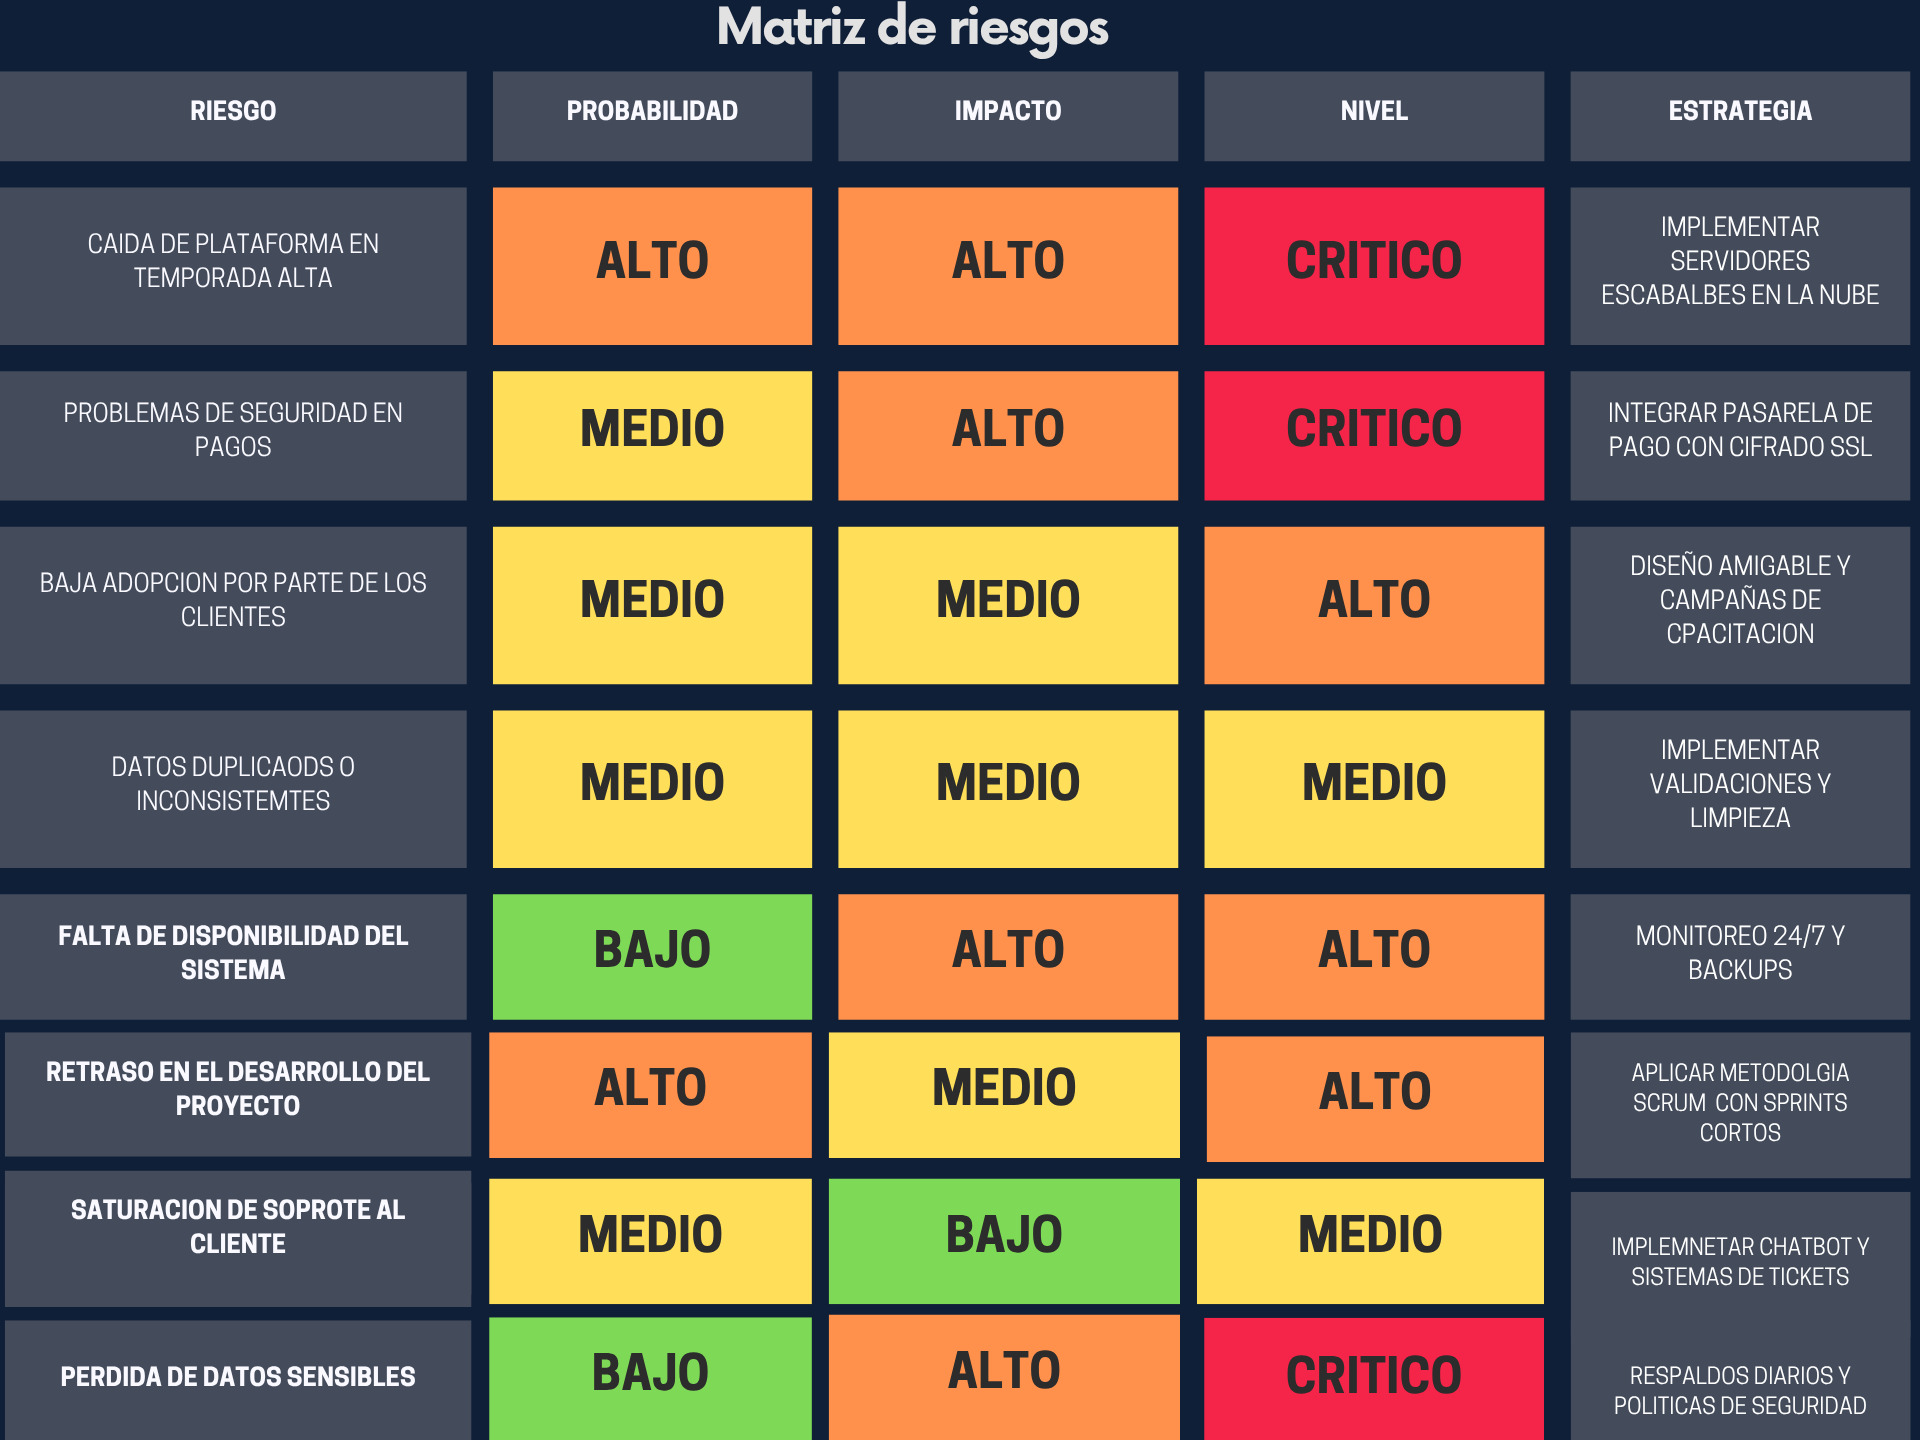 Matriz de riesgos
RIESGO
PROBABILIDAD
IMPACTO
NIVEL
ESTRATEGIA
CAIDA DE PLATAFORMA EN
TEMPORADA ALTA
ALTO
ALTO
CRITICO
IMPLEMENTAR
SERVIDORES
ESCABALBES EN LA NUBE
PROBLEMAS DE SEGURIDAD EN
PAGOS
MEDIO
ALTO
CRITICO
INTEGRAR PASARELA DE
PAGO CON CIFRADO SSL
BAJA ADOPCION POR PARTE DE LOS
CLIENTES
MEDIO
MEDIO
ALTO
DISEÑO AMIGABLE Y
CAMPAÑAS DE
CPACITACION
DATOS DUPLICAODS O
INCONSISTEMTES
MEDIO
MEDIO
MEDIO
IMPLEMENTAR
VALIDACIONES Y
LIMPIEZA
FALTA DE DISPONIBILIDAD DEL
SISTEMA
BAJO
ALTO
ALTO
MONITOREO 24/7 Y
BACKUPS
RETRASO EN EL DESARROLLO DEL
PROYECTO
ALTO
MEDIO
ALTO
APLICAR METODOLGIA
SCRUM  CON SPRINTS
CORTOS
SATURACION DE SOPROTE AL
CLIENTE
MEDIO
BAJO
MEDIO
IMPLEMNETAR CHATBOT Y
SISTEMAS DE TICKETS
PERDIDA DE DATOS SENSIBLES
BAJO
ALTO
CRITICO
RESPALDOS DIARIOS Y
POLITICAS DE SEGURIDAD